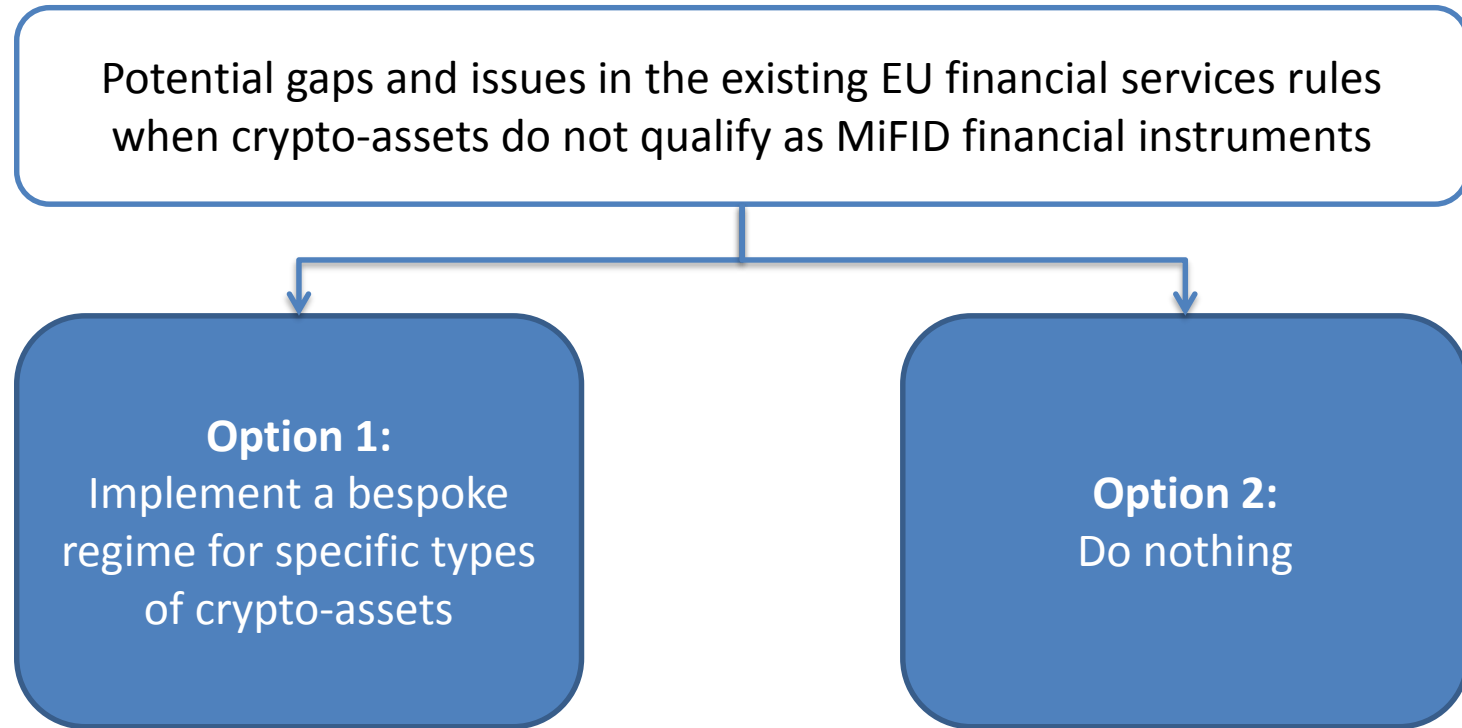 Potential gaps and issues in the existing EU financial services rules
when crypto-assets do not qualify as MiFID financial instruments
Option 1:
Implement a bespoke
regime for specific types
of crypto-assets
Option 2:
Do nothing